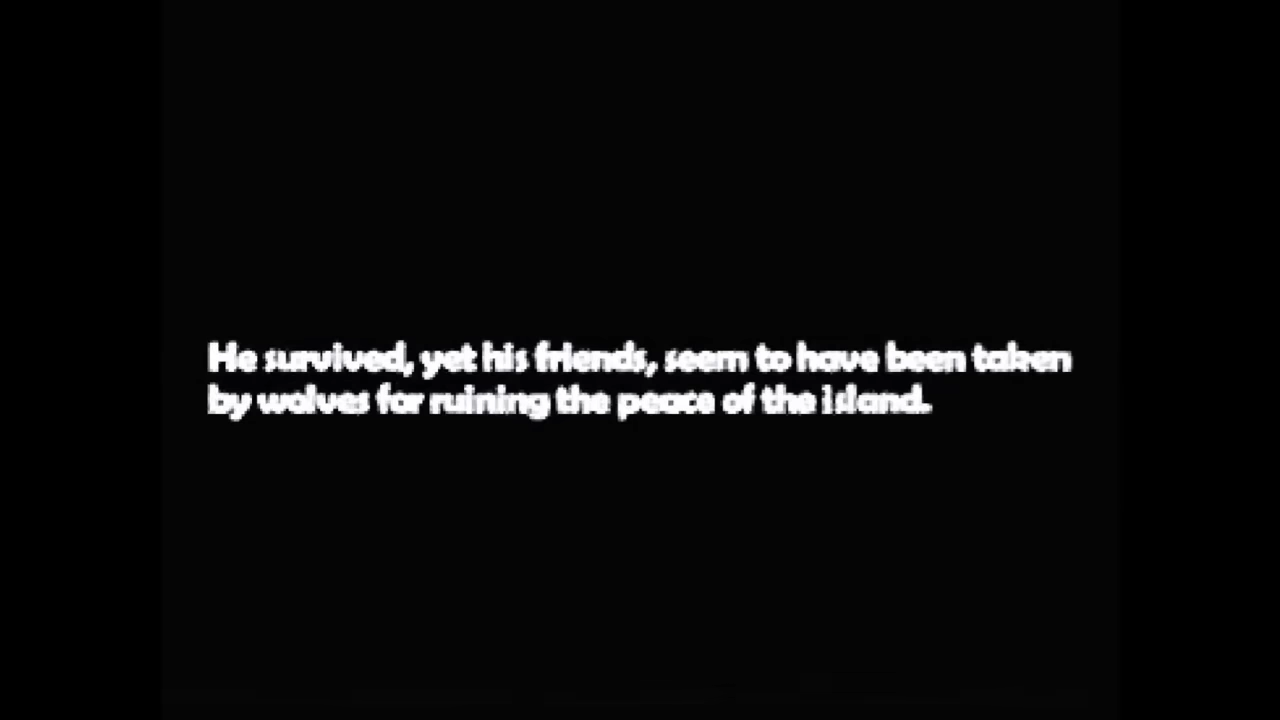 He survived, yet his friends, seem to have been taken
by wolves for ruining the peace of the island.